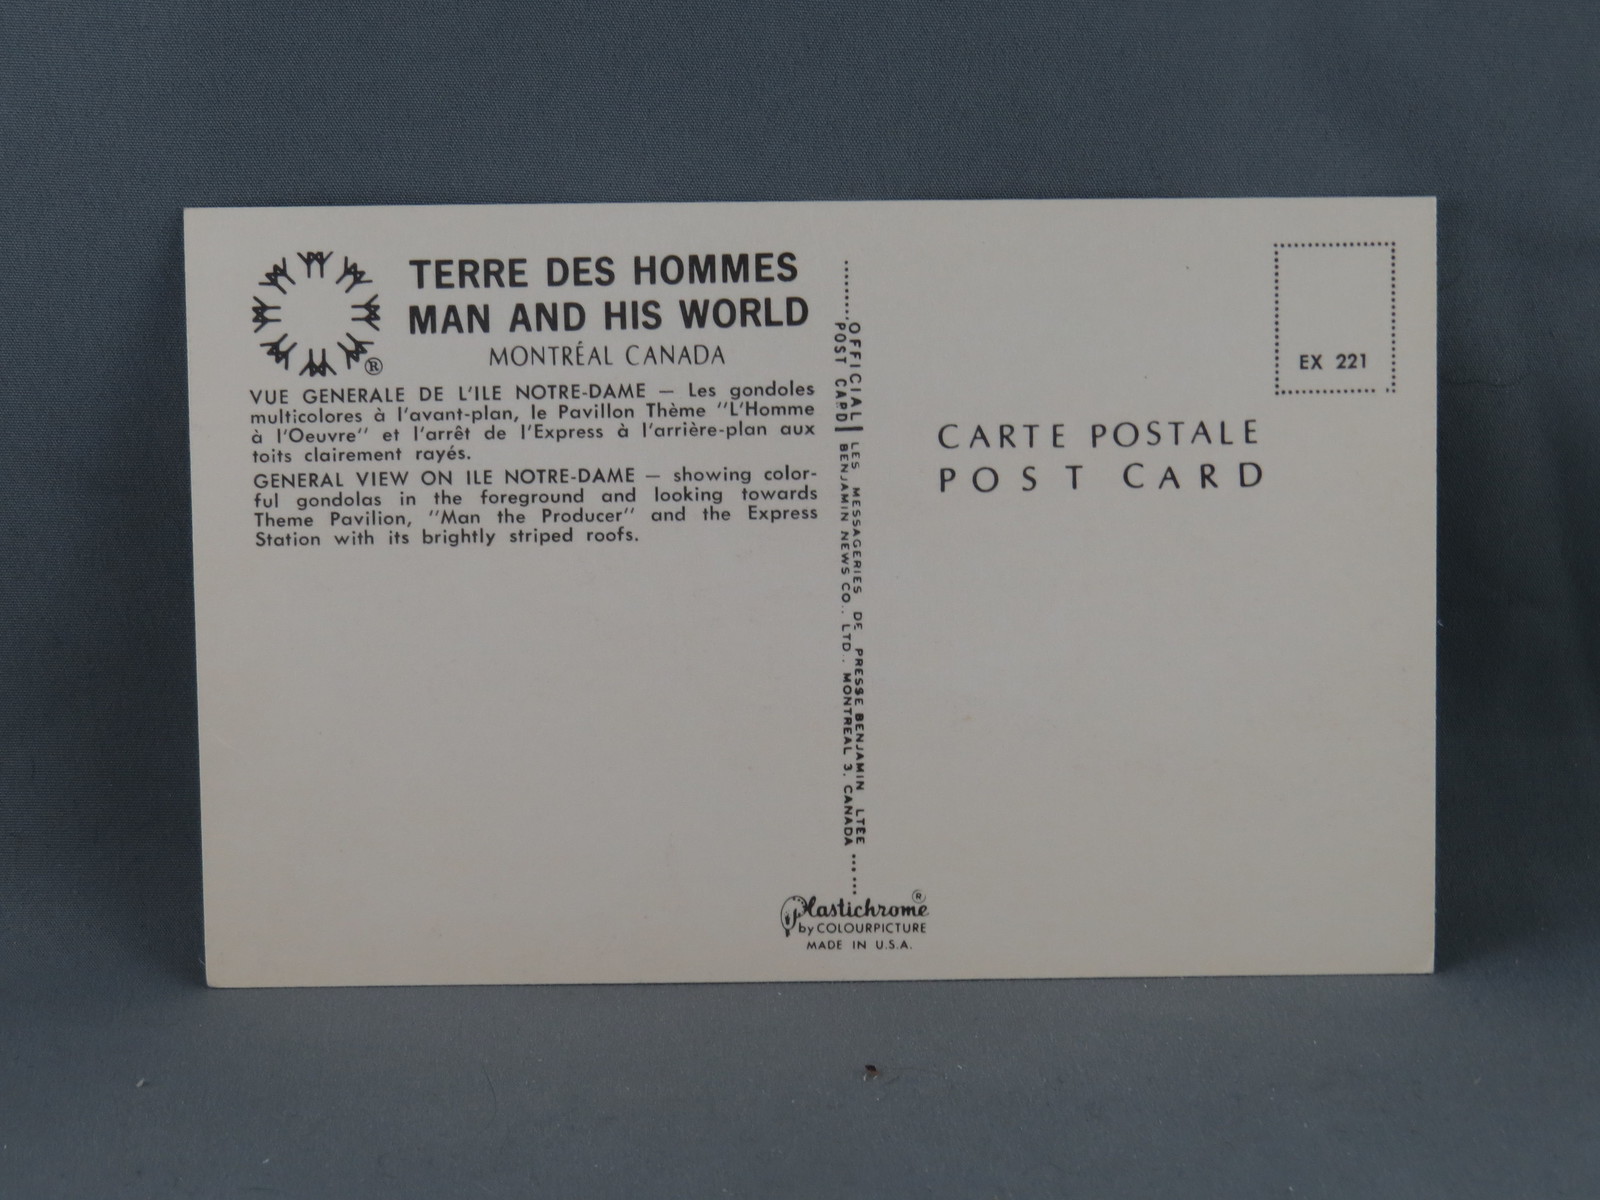 TERRE DES HOMMES
MAN AND HIS WORLD
MONTRÉAL CANADA
®
VUE GENERALE DE L'ILE NOTRE-DAME — Les gondoles
multicolores à l'avant-plan, le Pavillon Thème "L'Homme
à l'Oeuvre" et l'arrêt de l'Express à l'arrière-plan aux
toits clairement rayés.
GENERAL VIEW ON ILE NOTRE-DAME — showing color-
ful gondolas in the foreground and looking towards
Theme Pavilion, "Man the Producer" and the Express
Station with its brightly striped roofs.
OFFICIAL
POST CARD
LES MESSAGERIES DE PRESSE BENJAMIN LTÉE
BENJAMIN NEWS CO., LTD. MONTREAL 3, CANADA
EX 221
CARTE POSTALE
POST CARD
Plastichrome ®
by COLOURPICTURE
MADE IN U.S.A.